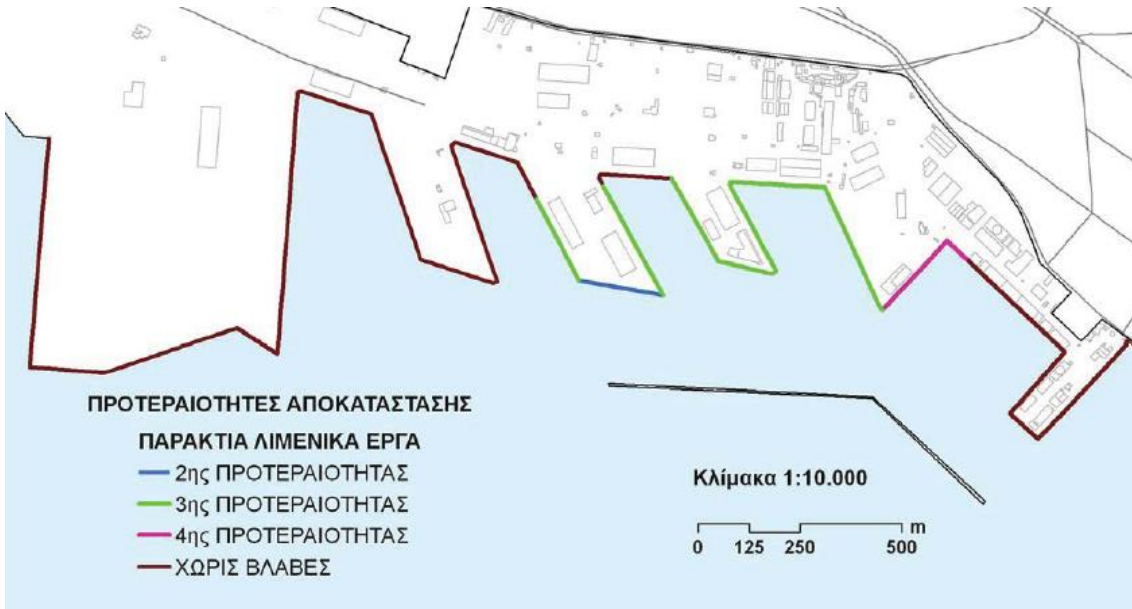 ΠΡΟΤΕΡΑΙΟΤΗΤΕΣ ΑΠΟΚΑΤΑΣΤΑΣΗΣ
ΠΑΡΑΚΤΙΑ ΛΙΜΕΝΙΚΑ ΕΡΓΑ
2ης ΠΡΟΤΕΡΑΙΟΤΗΤΑΣ
3ης ΠΡΟΤΕΡΑΙΟΤΗΤΑΣ
4ης ΠΡΟΤΕΡΑΙΟΤΗΤΑΣ
ΧΩΡΙΣ ΒΛΑΒΕΣ
Κλίμακα 1:10.000
m
0 125 250 500